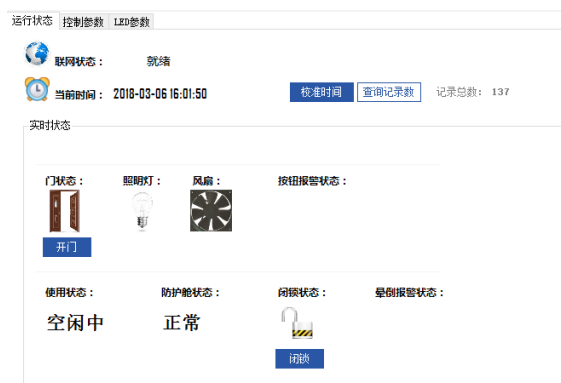 运行状态 控制参数 LED参数
联网状态： 就绪
当前时间： 2018-03-06 16:01:50 校准时间 查询记录数 记录总数： 137
实时状态
门状态： 照明灯： 风扇： 按钮报警状态：
开门
使用状态： 防护舱状态： 闭锁状态： 晕倒报警状态：
空闲中 正常
闭锁